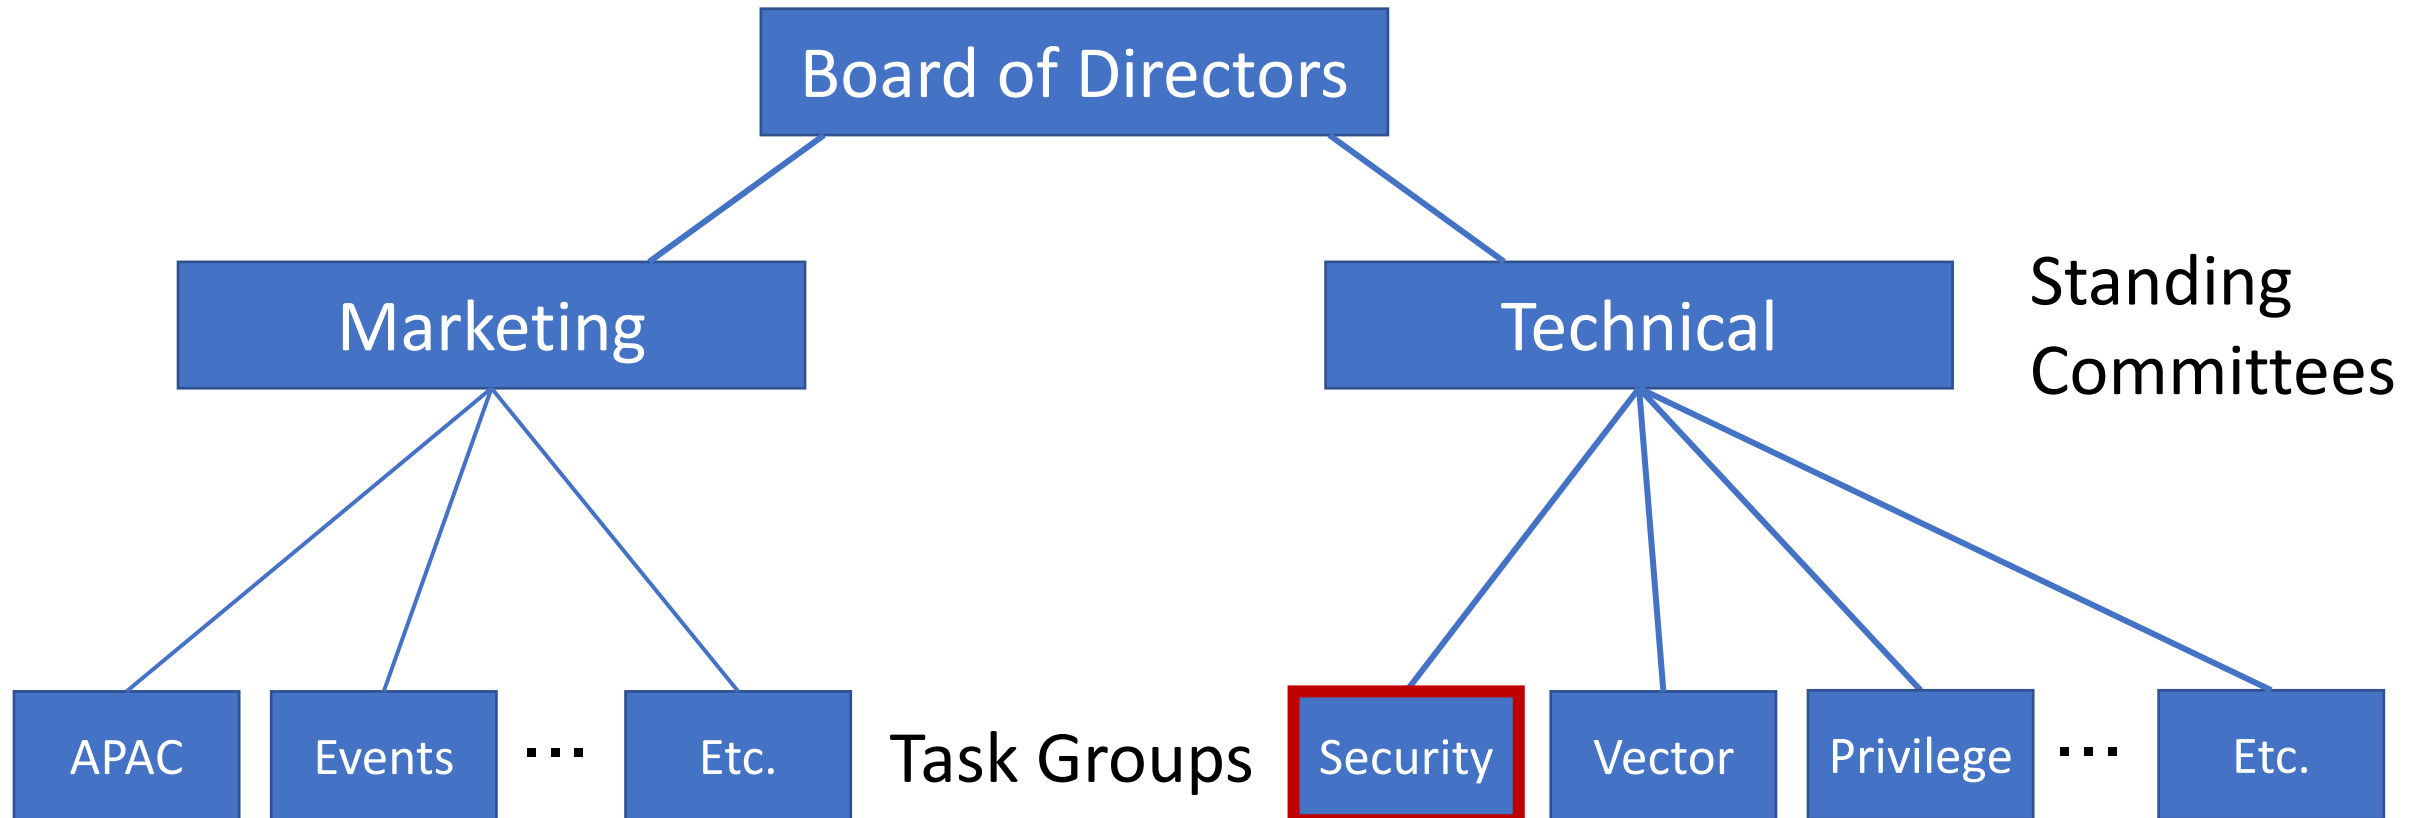 Board of Directors
Marketing
Technical
Standing
Committees
APAC
Events
...
Etc.
Task Groups
Security
Vector
Privilege
...
Etc.